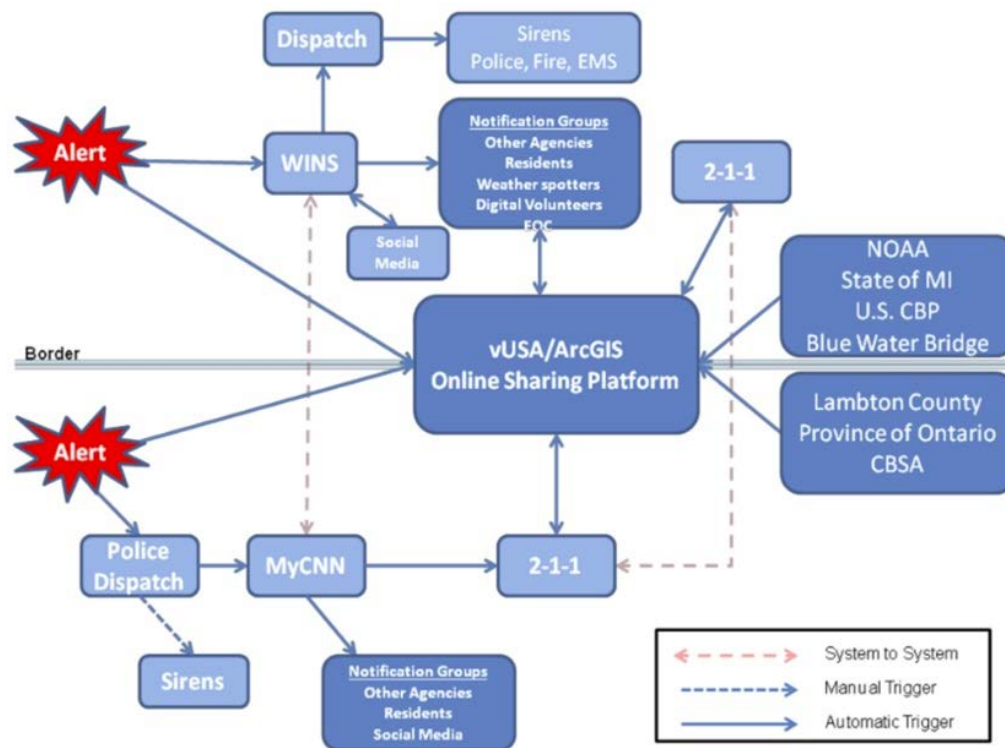 Dispatch
Sirens
Police, Fire, EMS
Alert
WINS
Notification Groups
Other Agencies
Residents
Weather spotters
Digital Volunteers
EOC
2-1-1
Social
Media
NOAA
State of MI
U.S. CBP
Blue Water Bridge
vUSA/ArcGIS
Online Sharing Platform
Border
Lambton County
Province of Ontario
CBSA
Alert
Police
Dispatch
MyCNN
2-1-1
Sirens
Notification Groups
Other Agencies
Residents
Social Media
System to System
Manual Trigger
Automatic Trigger